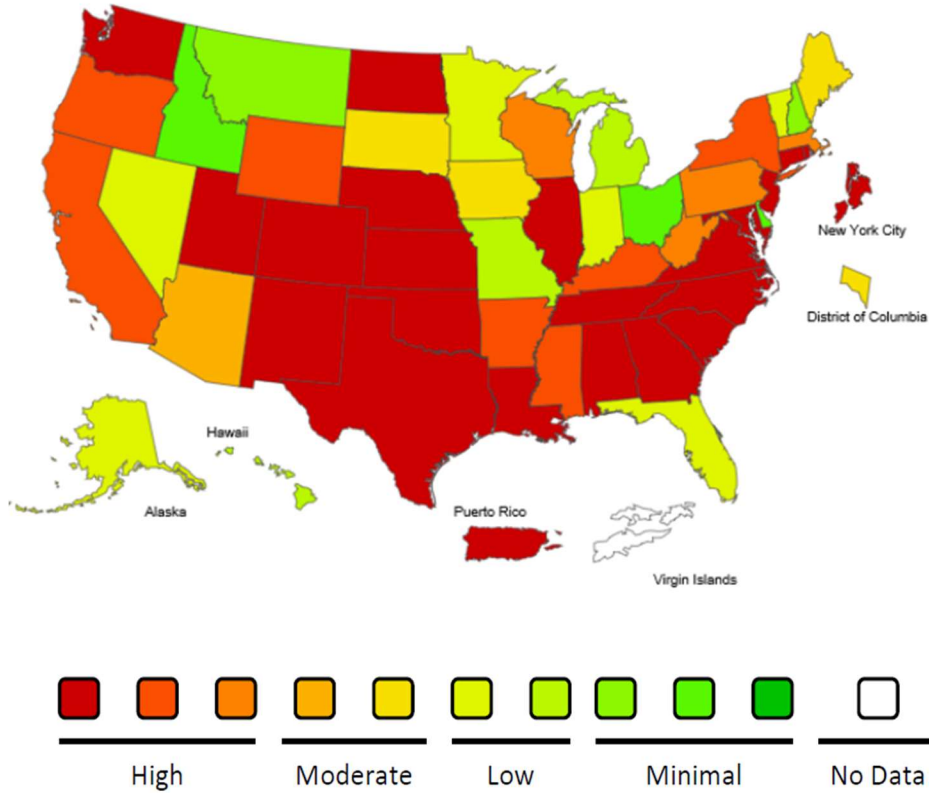 New York City
District of Columbia
Hawaii
Alaska
Puerto Rico
Virgin Islands
High
Moderate
Low
Minimal
No Data